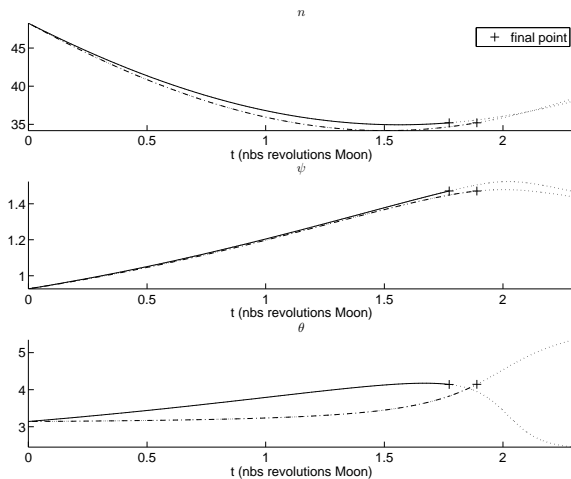 n
final point
45
40
35
0 0.5 1 1.5 2
t (nbs revolutions Moon)
ψ
1.4
1.2
1
0 0.5 1 1.5 2
t (nbs revolutions Moon)
θ
5
4
3
0 0.5 1 1.5 2
t (nbs revolutions Moon)